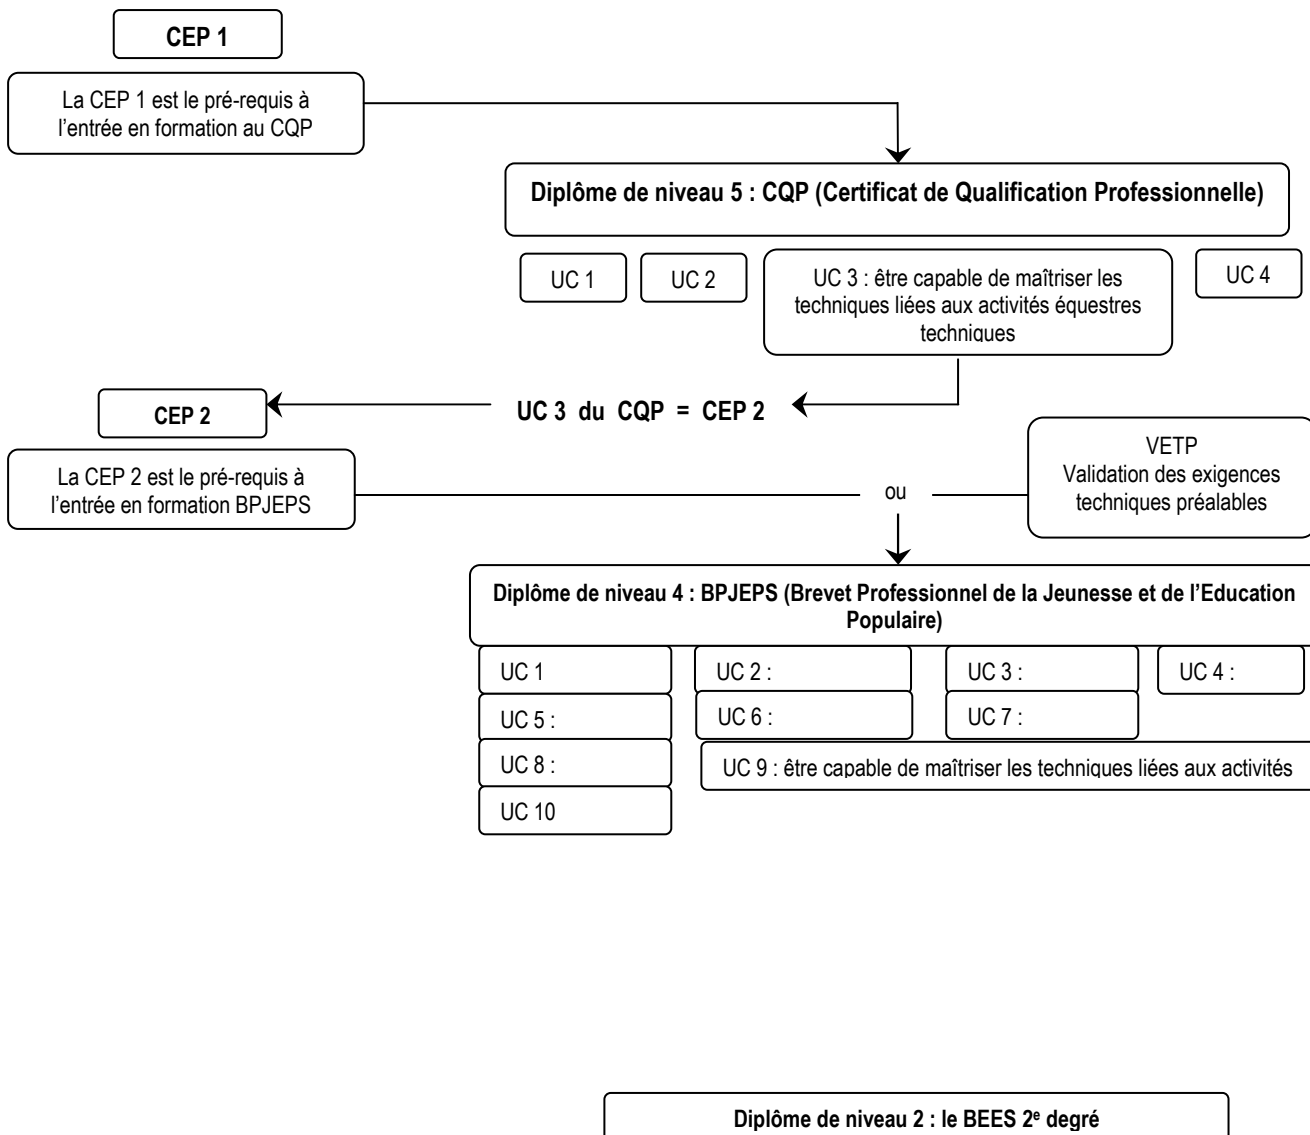 CEP 1
La CEP 1 est le pré-requis à
l'entrée en formation au CQP
Diplôme de niveau 5 : CQP (Certificat de Qualification Professionnelle)
UC 1
UC 2
UC 3 : être capable de maîtriser les
techniques liées aux activités équestres
techniques
UC 4
CEP 2
UC 3 du CQP = CEP 2
La CEP 2 est le pré-requis à
l'entrée en formation BPJEPS
ou
VETP
Validation des exigences
techniques préalables
Diplôme de niveau 4 : BPJEPS (Brevet Professionnel de la Jeunesse et de l'Education
Populaire)
UC 1
UC 2 :
UC 3 :
UC 4 :
UC 5 :
UC 6 :
UC 7 :
UC 8 :
UC 9 : être capable de maîtriser les techniques liées aux activités
UC 10
Diplôme de niveau 2 : le BEES 2e degré